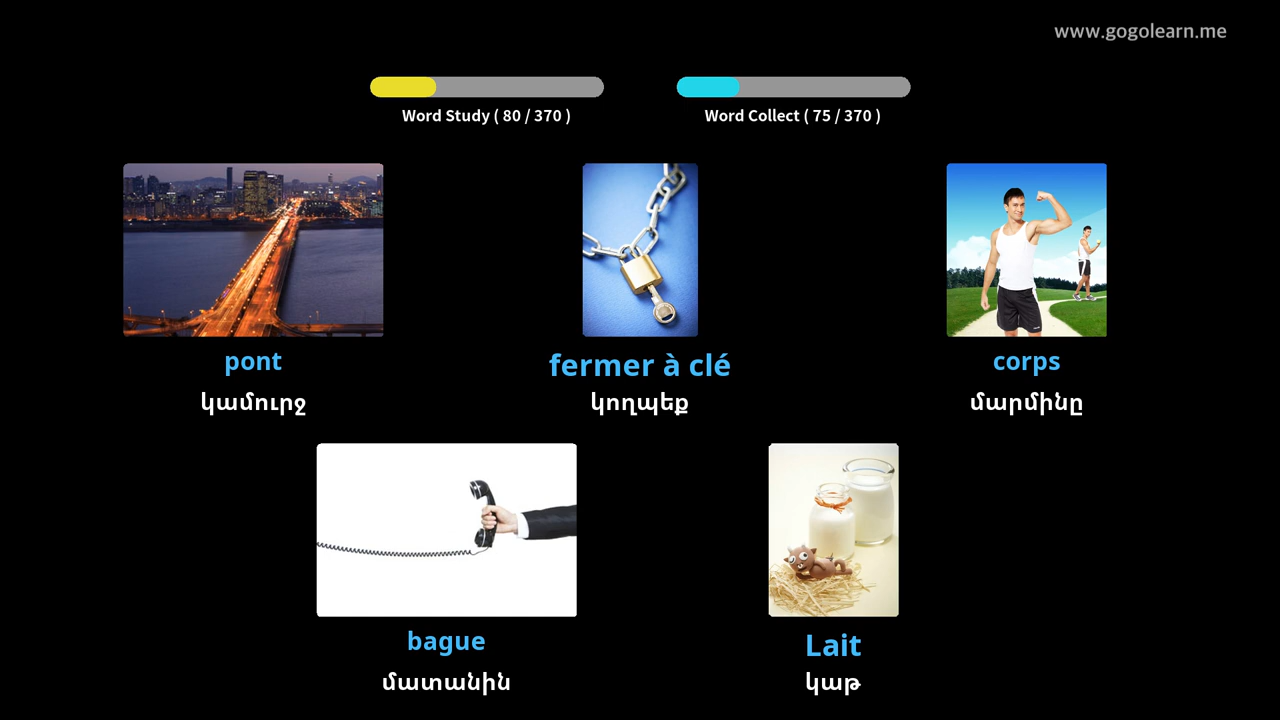 www.gogolearn.me
Word Study ( 80 / 370 )
Word Collect ( 75 / 370 )
pont
կամուրջ
fermer à clé
կողպեք
corps
մարմինը
bague
մատանին
Lait
կաթ